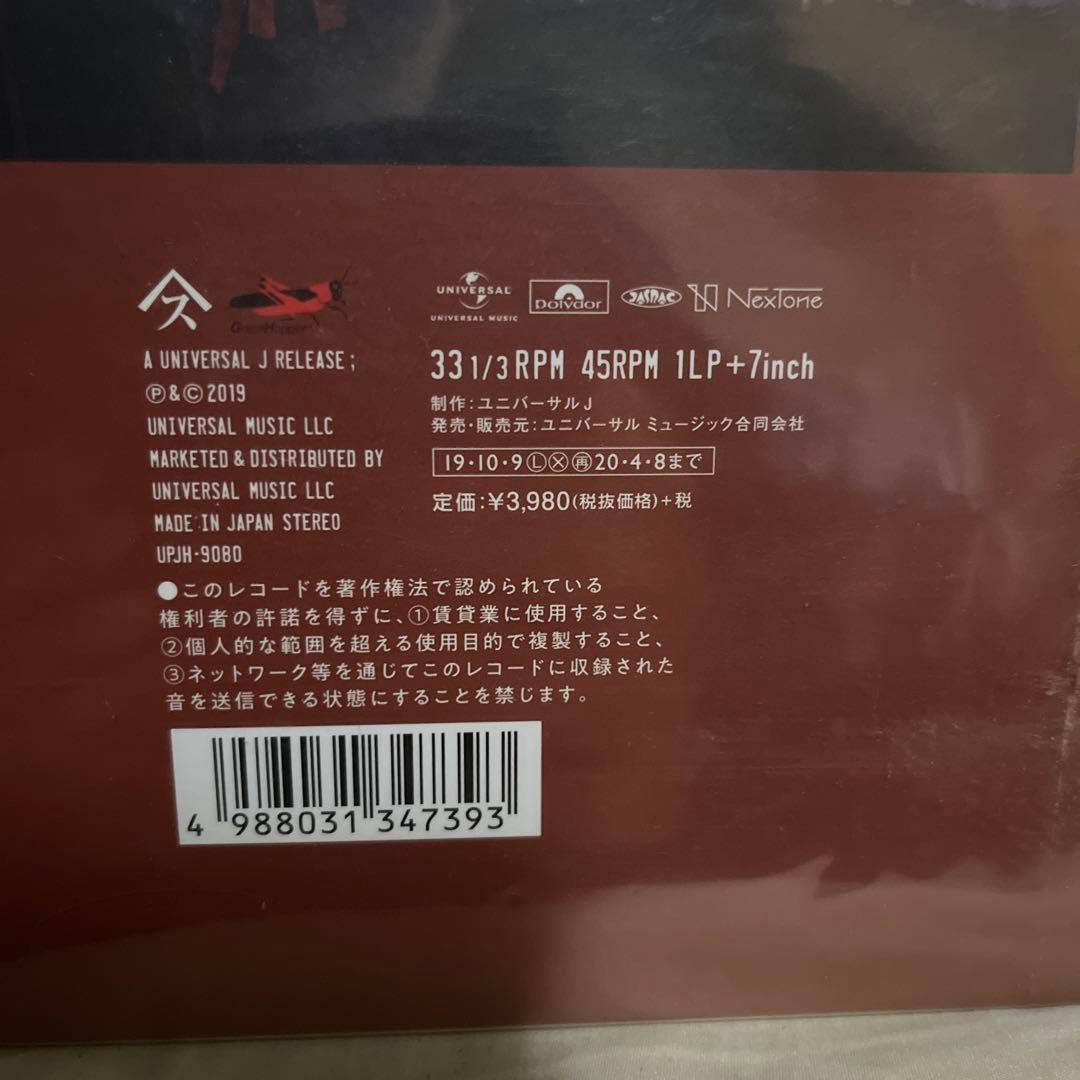 ス
GrassHopper!
UNIVERSAL
UNIVERSAL MUSIC
Polydor
JASRAC
NexTone
A UNIVERSAL J RELEASE ;
Ⓟ&Ⓒ 2019
UNIVERSAL MUSIC LLC
MARKETED & DISTRIBUTED BY
UNIVERSAL MUSIC LLC
MADE IN JAPAN STEREO
UPJH-9080
33 1/3 RPM 45RPM 1LP+7inch
制作:ユニバーサルJ
発売・販売元:ユニバーサル ミュージック合同会社
19・10・9ⓁⓍ㊢20・4・8まで
定価:¥3,980(税抜価格)+税
●このレコードを著作権法で認められている
権利者の許諾を得ずに、①賃貸業に使用すること、
②個人的な範囲を超える使用目的で複製すること、
③ネットワーク等を通じてこのレコードに収録された
音を送信できる状態にすることを禁じます。
4 988031 347393